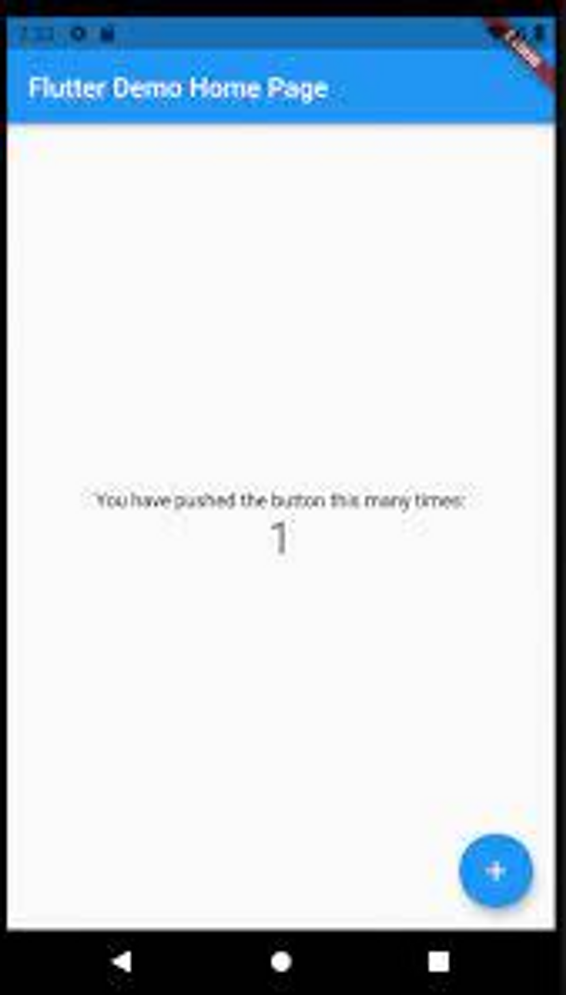 Flutter Demo Home Page
You have pushed the button this many times:
1
+